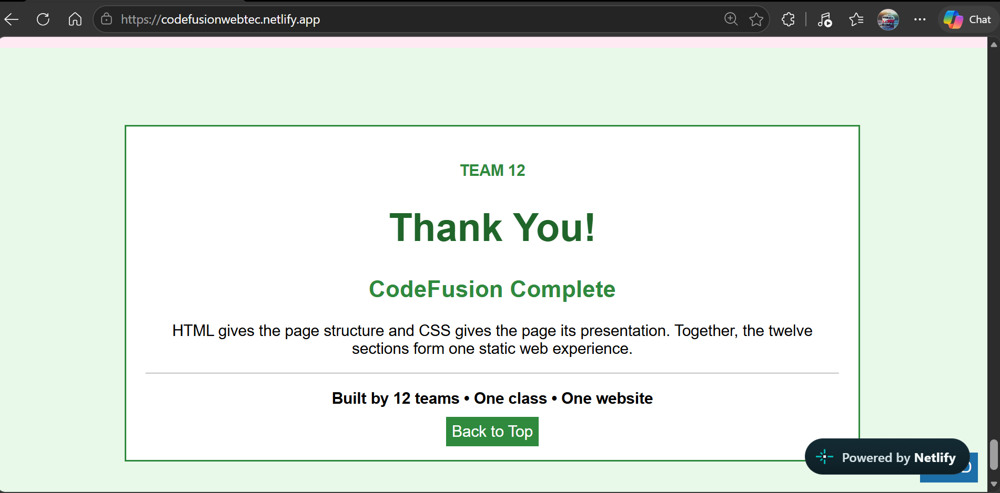 https://codefusionwebtec.netlify.app
Chat
TEAM 12
Thank You!
CodeFusion Complete
HTML gives the page structure and CSS gives the page its presentation. Together, the twelve
sections form one static web experience.
Built by 12 teams • One class • One website
Back to Top
Powered by Netlify